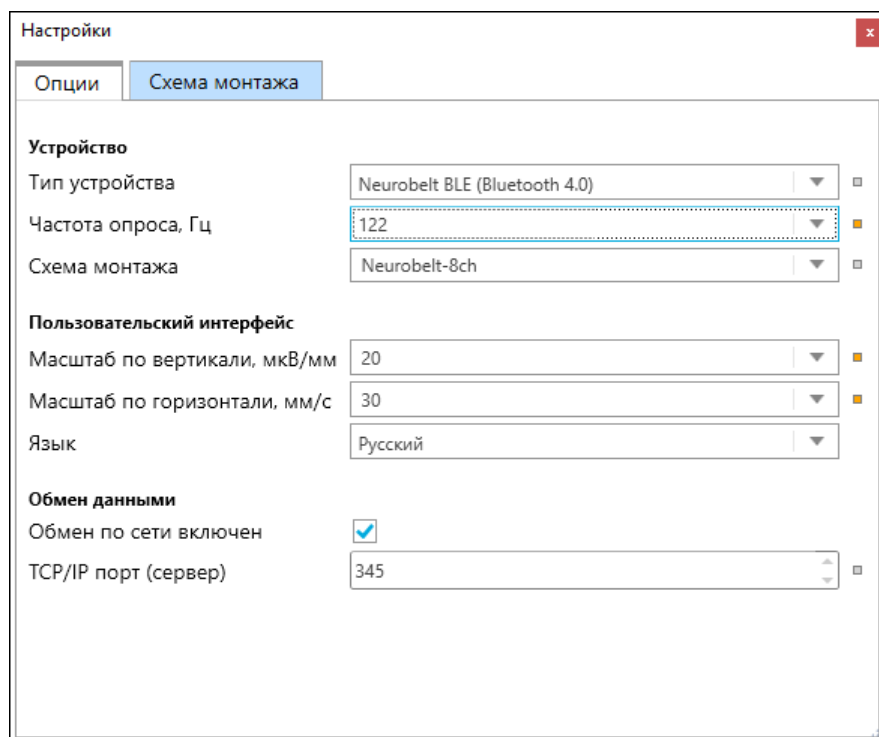 Настройки
x
Опции
Схема монтажа
Устройство
Тип устройства
Neurobelt BLE (Bluetooth 4.0)
Частота опроса, Гц
122
Схема монтажа
Neurobelt-8ch
Пользовательский интерфейс
Масштаб по вертикали, мкВ/мм
20
Масштаб по горизонтали, мм/с
30
Язык
Русский
Обмен данными
Обмен по сети включен
TCP/IP порт (сервер)
345